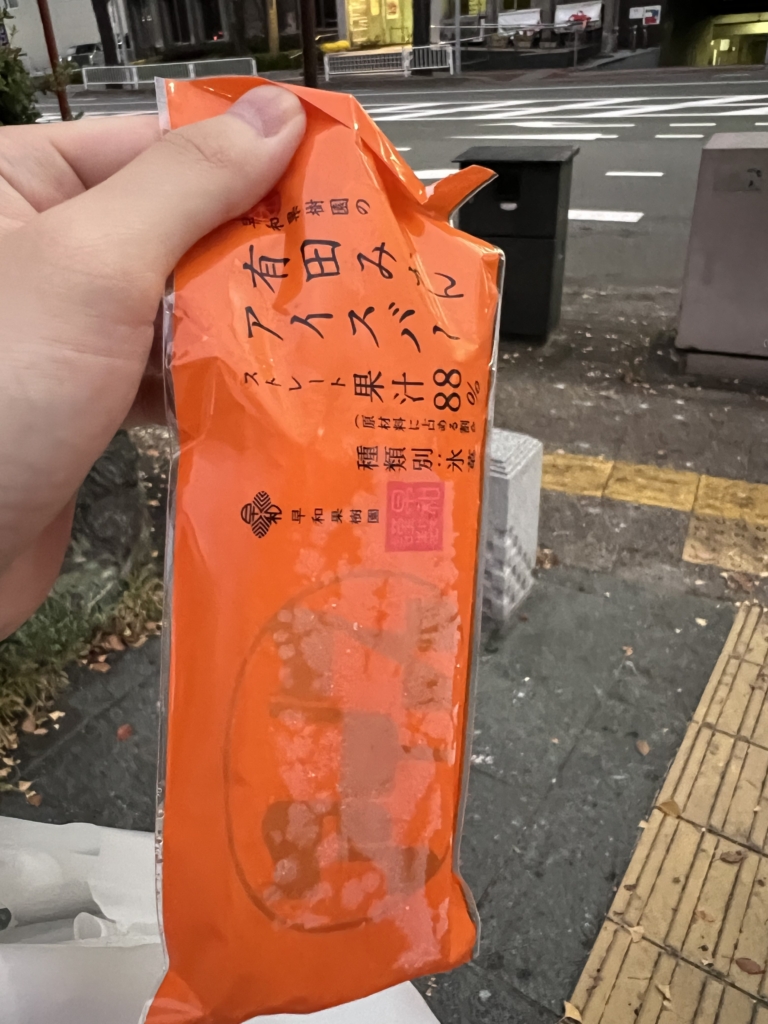 早和果樹園の
有田みかん
アイスバー
ストレート果汁88%
(原材料に占める割合)
種類別:氷菓
早和果樹園
早和